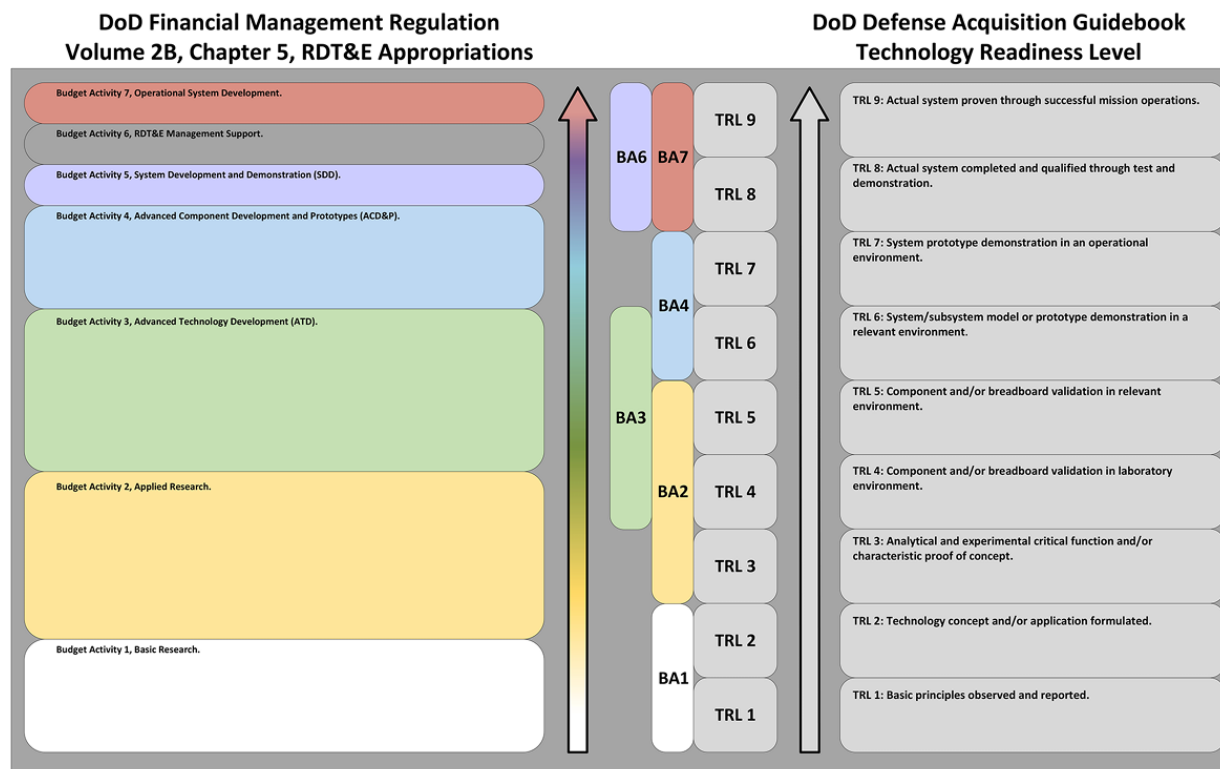 DoD Financial Management Regulation
Volume 2B, Chapter 5, RDT&E Appropriations
Budget Activity 7, Operational System Development.
Budget Activity 6, RDT&E Management Support.
Budget Activity 5, System Development and Demonstration (SDD).
Budget Activity 4, Advanced Component Development and Prototypes (ACD&P).
Budget Activity 3, Advanced Technology Development (ATD).
Budget Activity 2, Applied Research.
Budget Activity 1, Basic Research.
BA6
BA7
BA4
BA3
BA2
BA1
DoD Defense Acquisition Guidebook
Technology Readiness Level
TRL 9
TRL 8
TRL 7
TRL 6
TRL 5
TRL 4
TRL 3
TRL 2
TRL 1
TRL 9: Actual system proven through successful mission operations.
TRL 8: Actual system completed and qualified through test and
demonstration.
TRL 7: System prototype demonstration in an operational
environment.
TRL 6: System/subsystem model or prototype demonstration in a
relevant environment.
TRL 5: Component and/or breadboard validation in relevant
environment.
TRL 4: Component and/or breadboard validation in laboratory
environment.
TRL 3: Analytical and experimental critical function and/or
characteristic proof of concept.
TRL 2: Technology concept and/or application formulated.
TRL 1: Basic principles observed and reported.